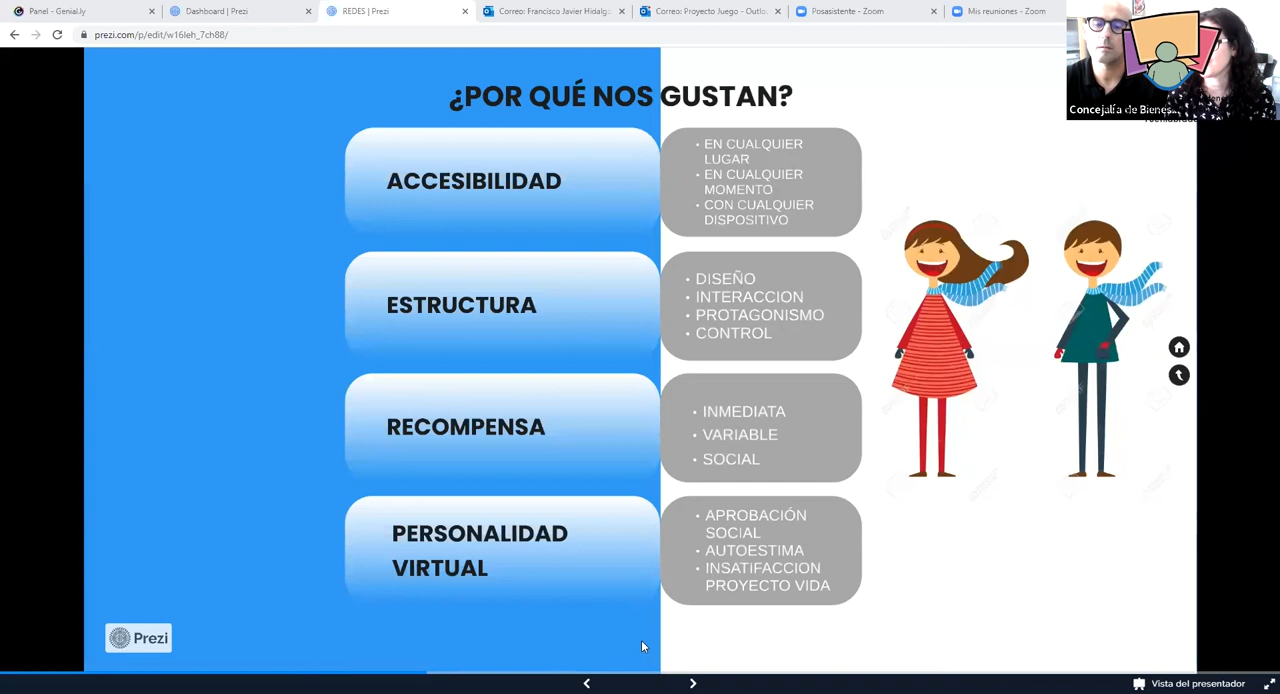 Panel - Genial.ly
Dashboard | Prezi
REDES | Prezi
Correo: Francisco Javier Hidalg
Correo: Proyecto Juego - Outlo
Posasistente - Zoom
Mis reuniones - Zoom
prezi.com/p/edit/w16leh_7ch88/
Concejalía de Bienes...
¿POR QUÉ NOS GUSTAN?
ACCESIBILIDAD
• EN CUALQUIER
LUGAR
• EN CUALQUIER
MOMENTO
• CON CUALQUIER
DISPOSITIVO
ESTRUCTURA
• DISEÑO
• INTERACCION
• PROTAGONISMO
• CONTROL
RECOMPENSA
• INMEDIATA
• VARIABLE
• SOCIAL
PERSONALIDAD
VIRTUAL
• APROBACIÓN
SOCIAL
• AUTOESTIMA
• INSATIFACCION
PROYECTO VIDA
Prezi
Vista del presentador